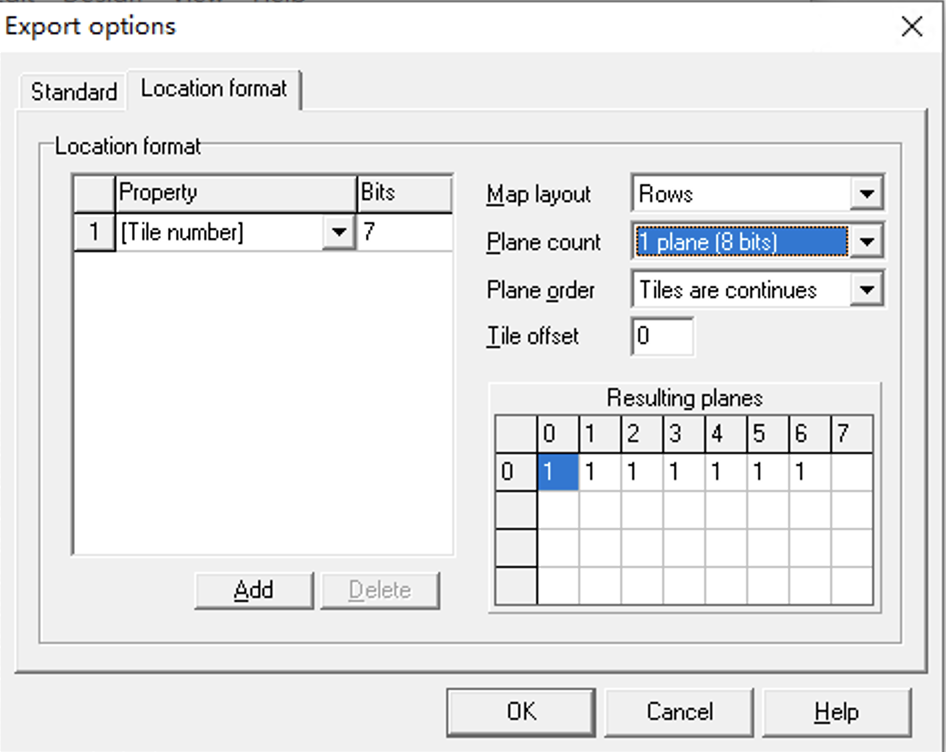 Export options
Standard
Location format
Location format
Property Bits
1 [Tile number] 7
Map layout Rows
Plane count 1 plane (8 bits)
Plane order Tiles are continues
Tile offset 0
Resulting planes
0 1 2 3 4 5 6 7
0 1 1 1 1 1 1 1
Add Delete
OK Cancel Help